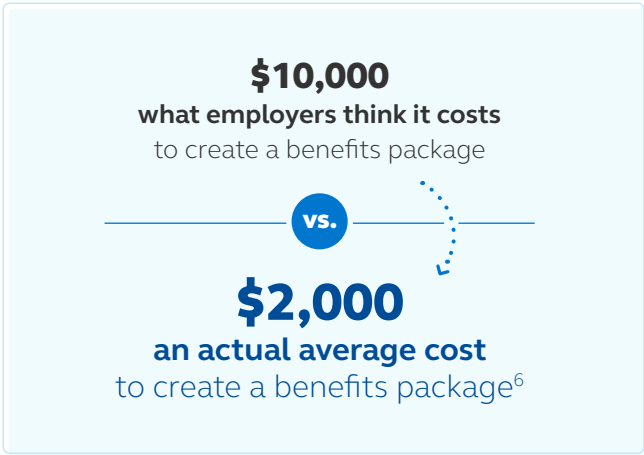 $10,000
what employers think it costs
to create a benefits package
vs.
$2,000
an actual average cost
to create a benefits package⁶